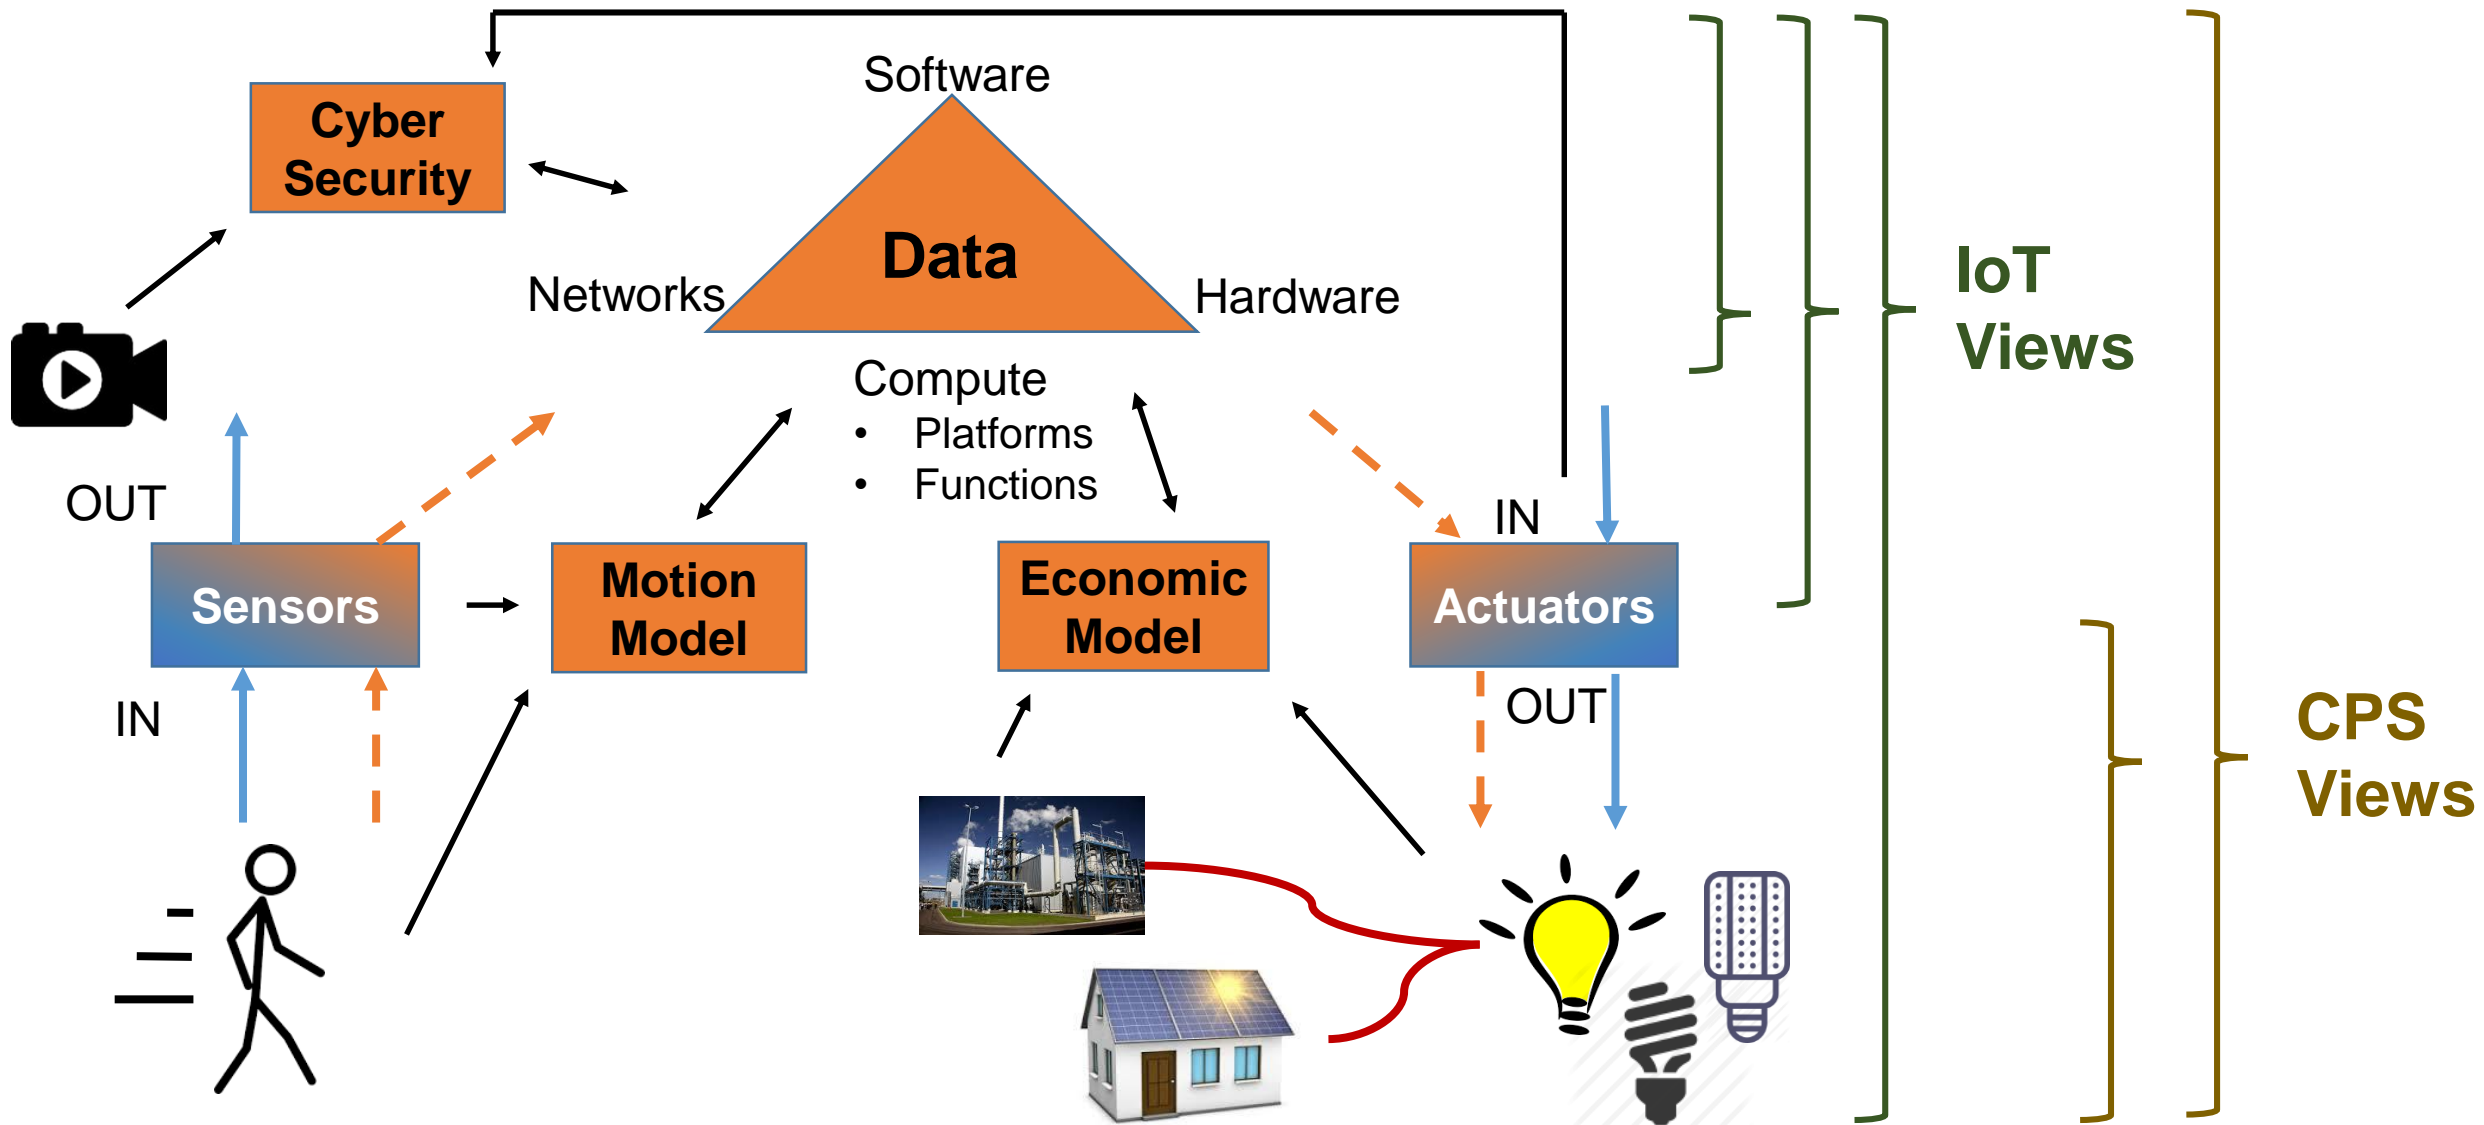 Software
Cyber
Security
Data
Networks
Hardware
IoT
Views
Compute
• Platforms
• Functions
OUT
IN
Sensors
Motion
Model
Economic
Model
Actuators
IN
OUT
CPS
Views